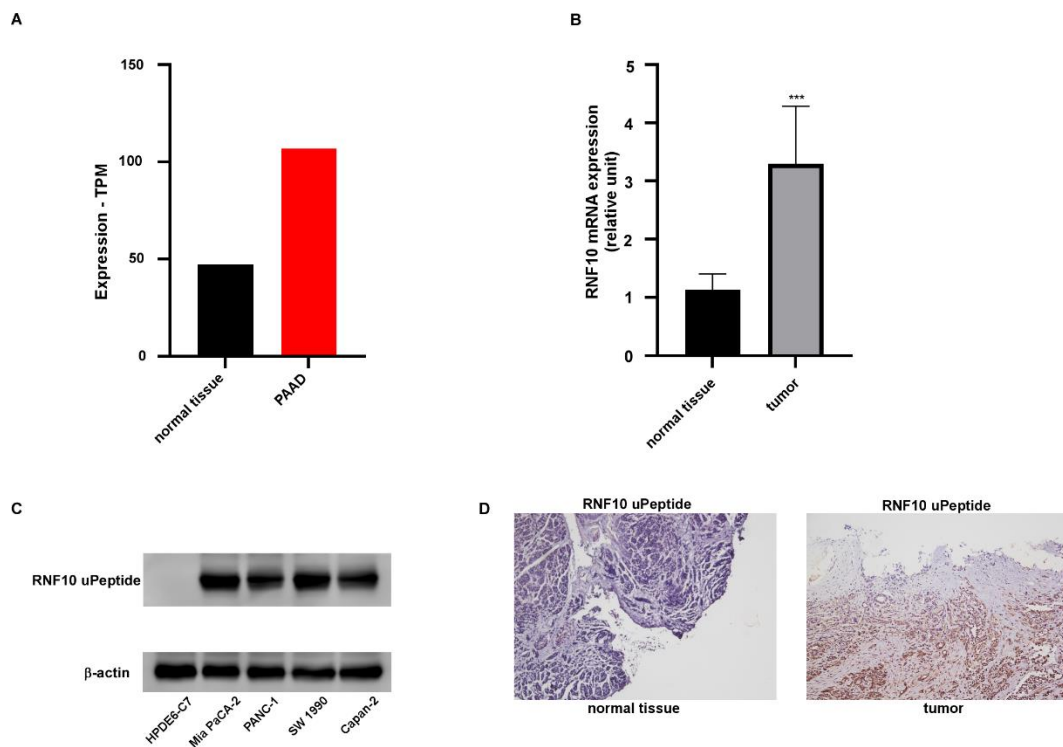 A
150
100
50
0
Expression - TPM
normal tissue
PAAD
B
5
4
3
2
1
0
RNF10 mRNA expression
(relative unit)
***
normal tissue
tumor
C
RNF10 uPeptide
β-actin
HPDE6-C7
Mia PaCA-2
PANC-1
SW 1990
Capan-2
D
RNF10 uPeptide
normal tissue
RNF10 uPeptide
tumor